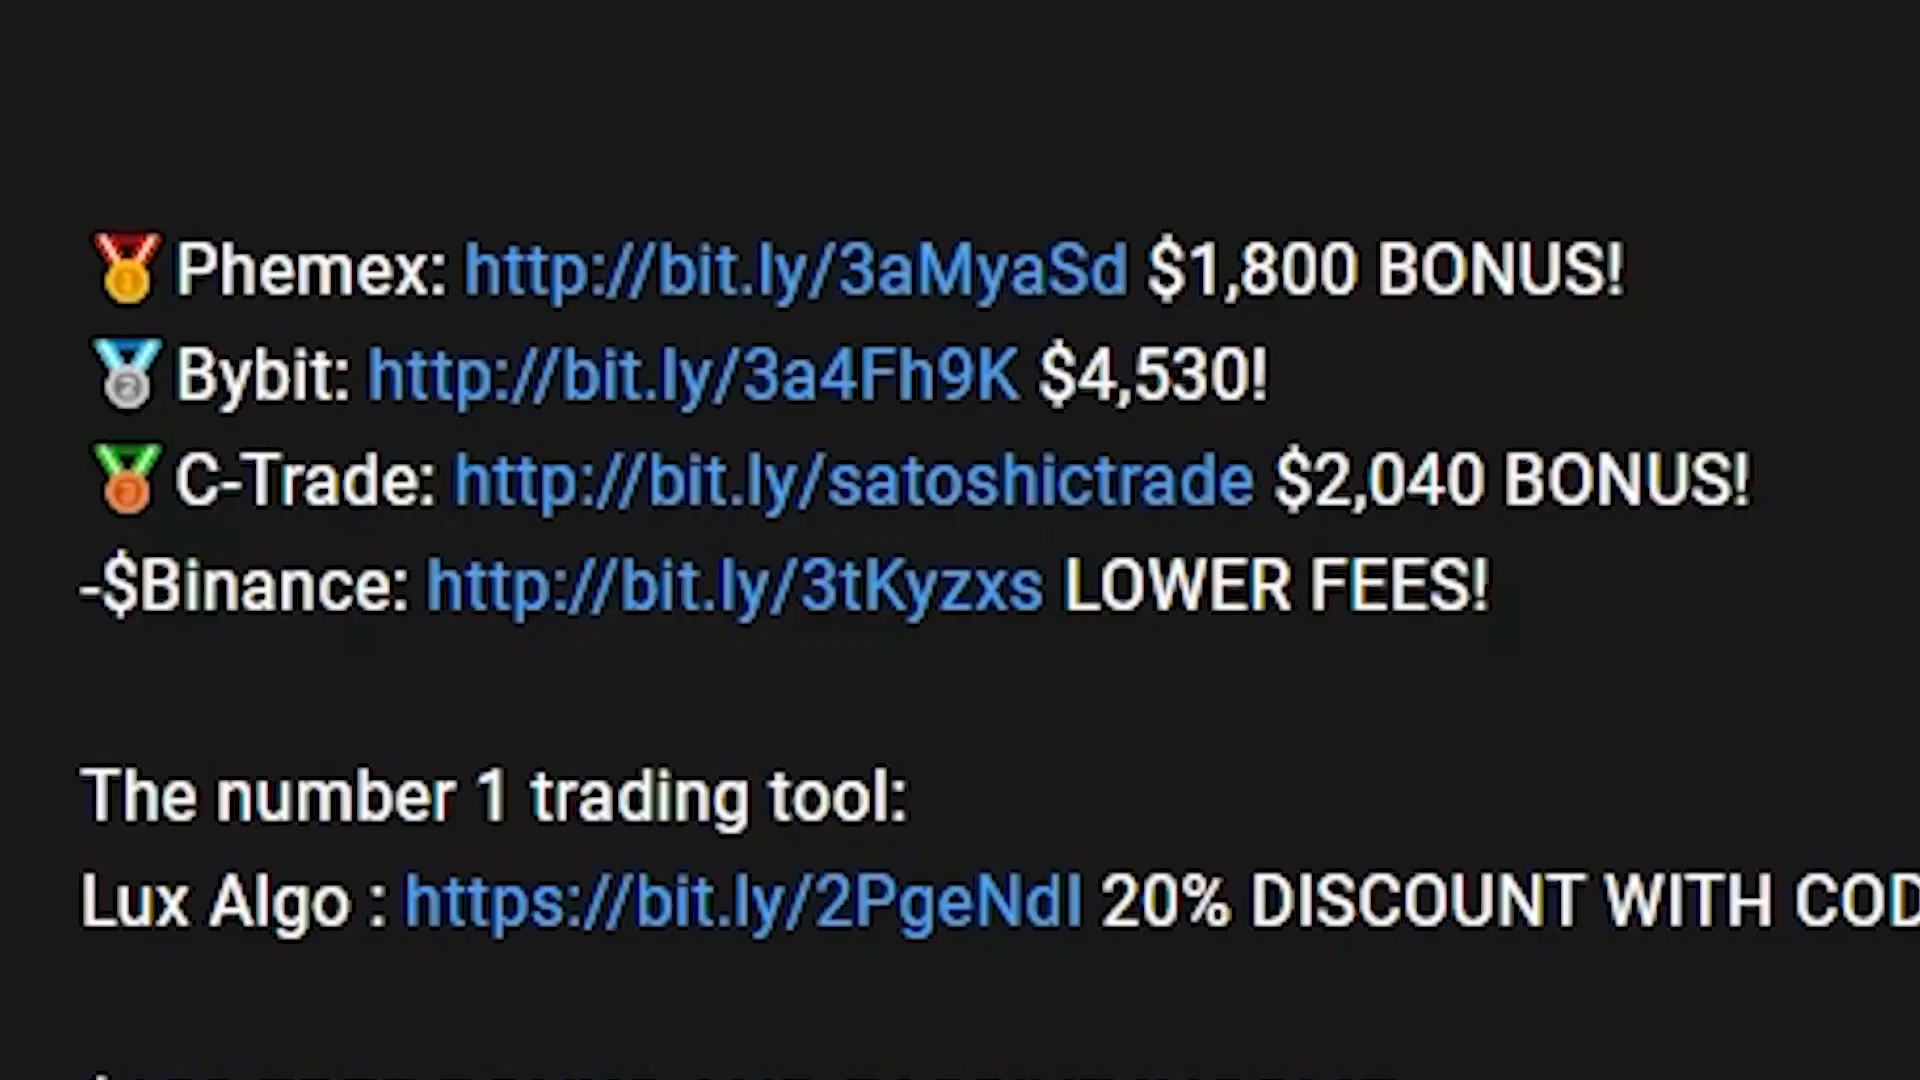 🥇Phemex: http://bit.ly/3aMyaSd $1,800 BONUS!
🥈Bybit: http://bit.ly/3a4Fh9K $4,530!
🥉C-Trade: http://bit.ly/satoshictrade $2,040 BONUS!
-$Binance: http://bit.ly/3tKyzxs LOWER FEES!
The number 1 trading tool:
Lux Algo : https://bit.ly/2PgeNdI 20% DISCOUNT WITH COD